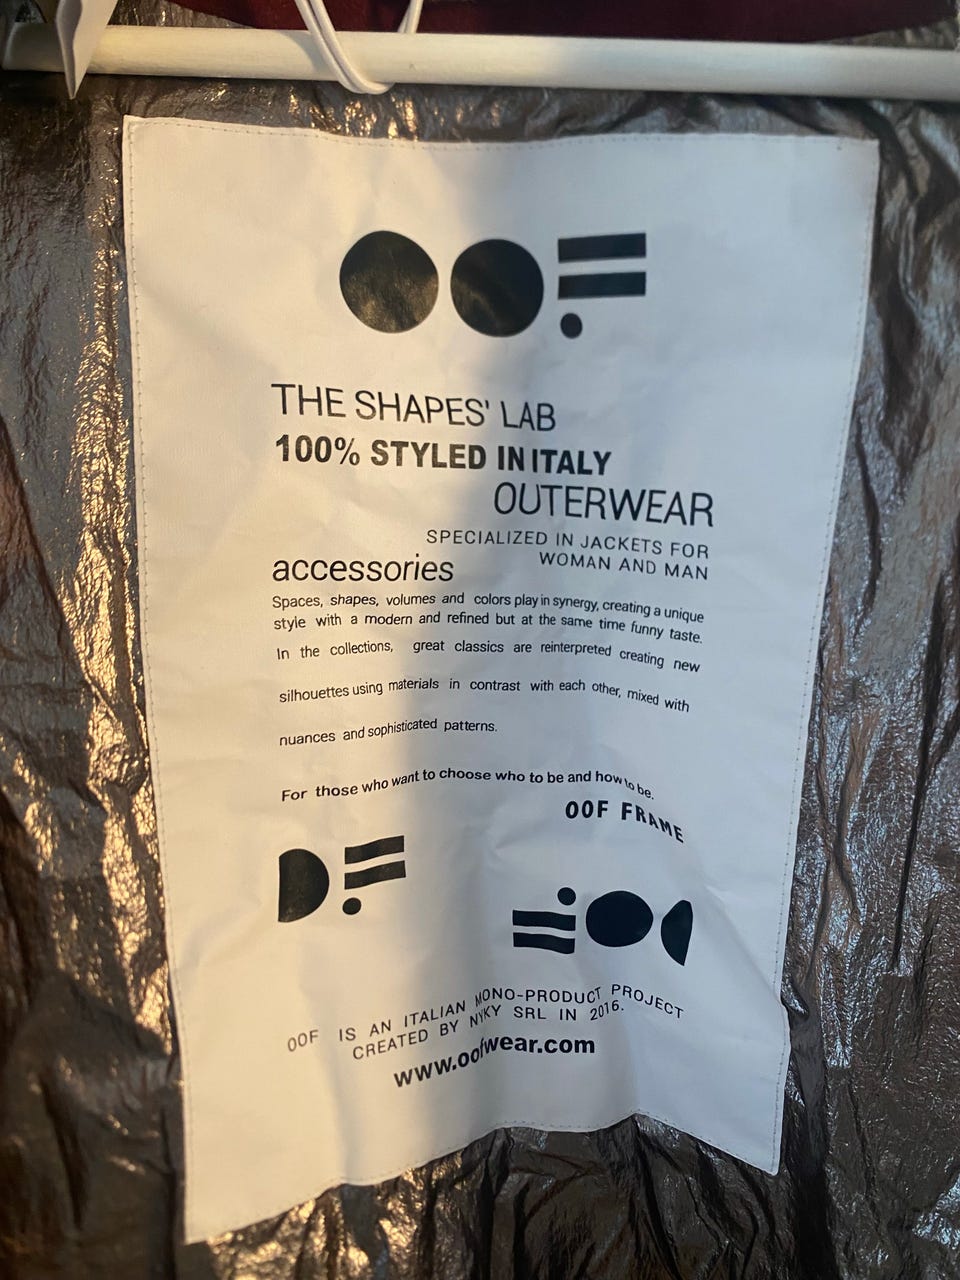 OOF
THE SHAPES' LAB
100% STYLED IN ITALY
OUTERWEAR
SPECIALIZED IN JACKETS FOR
WOMAN AND MAN
accessories
Spaces, shapes, volumes and colors play in synergy, creating a unique
style with a modern and refined but at the same time funny taste.
In the collections, great classics are reinterpreted creating new
silhouettes using materials in contrast with each other, mixed with
nuances and sophisticated patterns.
For those who want to choose who to be and how to be.
OOF FRAME
OOF IS AN ITALIAN MONO-PRODUCT PROJECT
CREATED BY NYKY SRL IN 2016.
www.oofwear.com